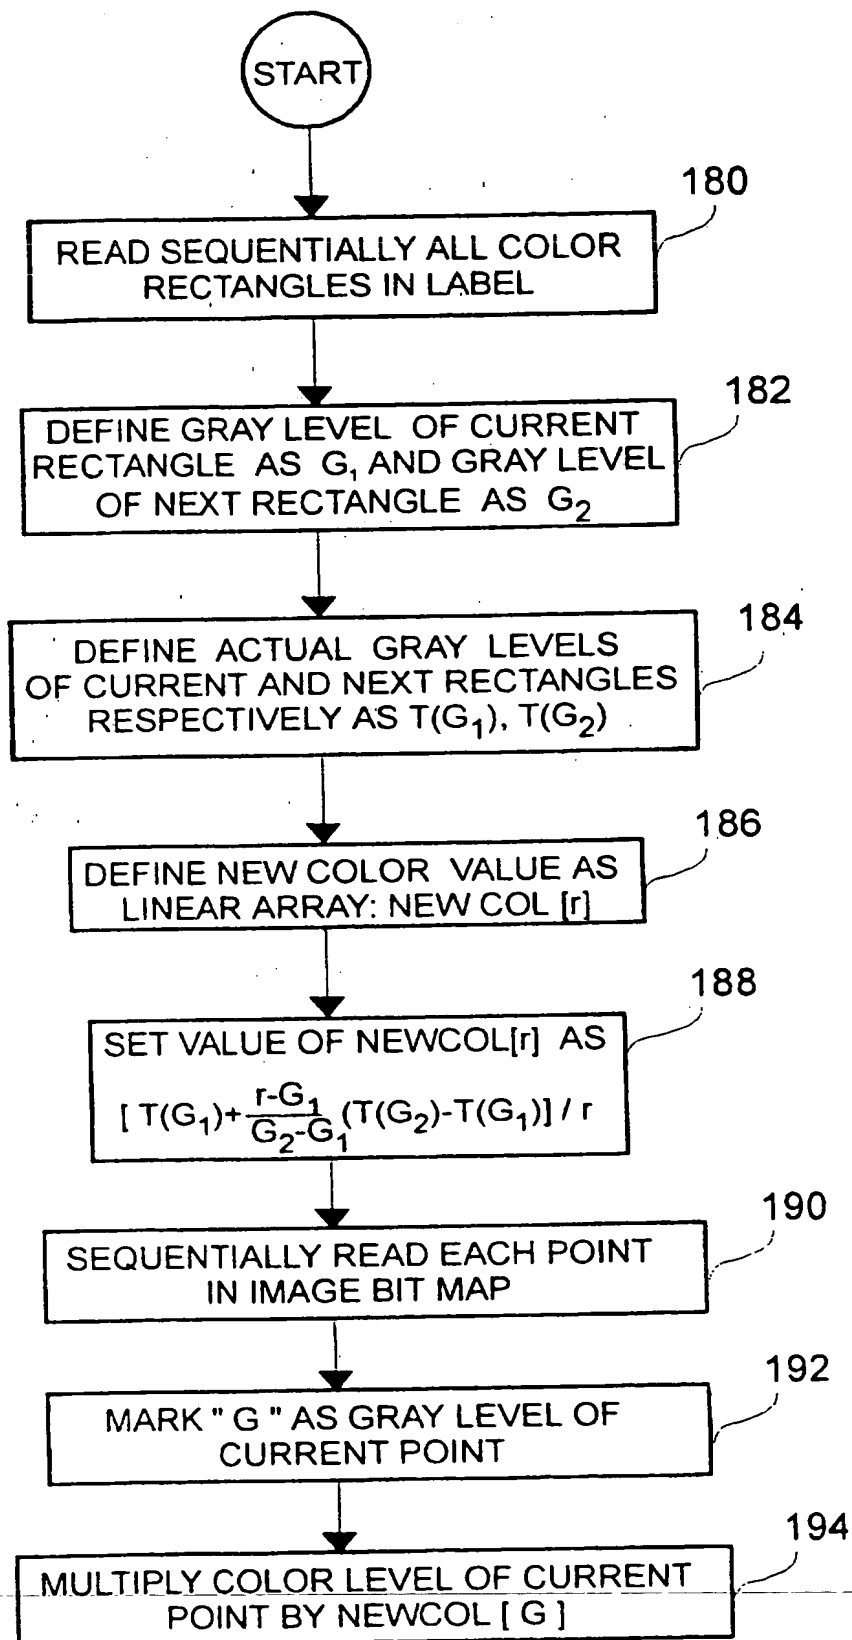 START
180
READ SEQUENTIALLY ALL COLOR
RECTANGLES IN LABEL
182
DEFINE GRAY LEVEL OF CURRENT
RECTANGLE AS G₁ AND GRAY LEVEL
OF NEXT RECTANGLE AS G₂
184
DEFINE ACTUAL GRAY LEVELS
OF CURRENT AND NEXT RECTANGLES
RESPECTIVELY AS T(G₁), T(G₂)
186
DEFINE NEW COLOR VALUE AS
LINEAR ARRAY: NEW COL [r]
188
SET VALUE OF NEWCOL[r] AS
[ T(G₁)+ r-G₁ / G₂-G₁ (T(G₂)-T(G₁)] / r
190
SEQUENTIALLY READ EACH POINT
IN IMAGE BIT MAP
192
MARK " G " AS GRAY LEVEL OF
CURRENT POINT
194
MULTIPLY COLOR LEVEL OF CURRENT
POINT BY NEWCOL [ G ]